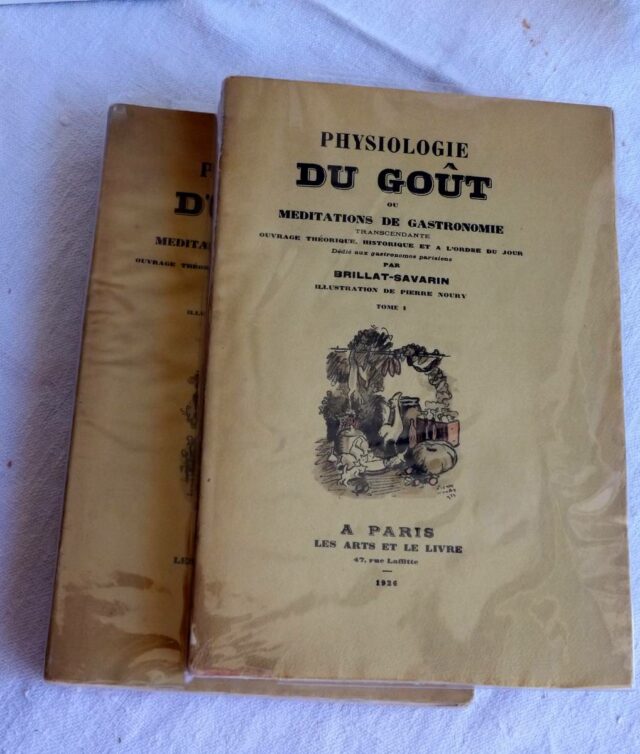 PHYSIOLOGIE
DU GOÛT
OU
MEDITATIONS DE GASTRONOMIE
TRANSCENDANTE
OUVRAGE THÉORIQUE, HISTORIQUE ET A L'ORDRE DU JOUR
Dédié aux gastronomes parisiens
PAR
BRILLAT-SAVARIN
ILLUSTRATION DE PIERRE NOURY
TOME I
A PARIS
LES ARTS ET LE LIVRE
47, rue Laffitte
1926
P
D
MEDITA
OUVRAGE THÉO
ILLU
LES